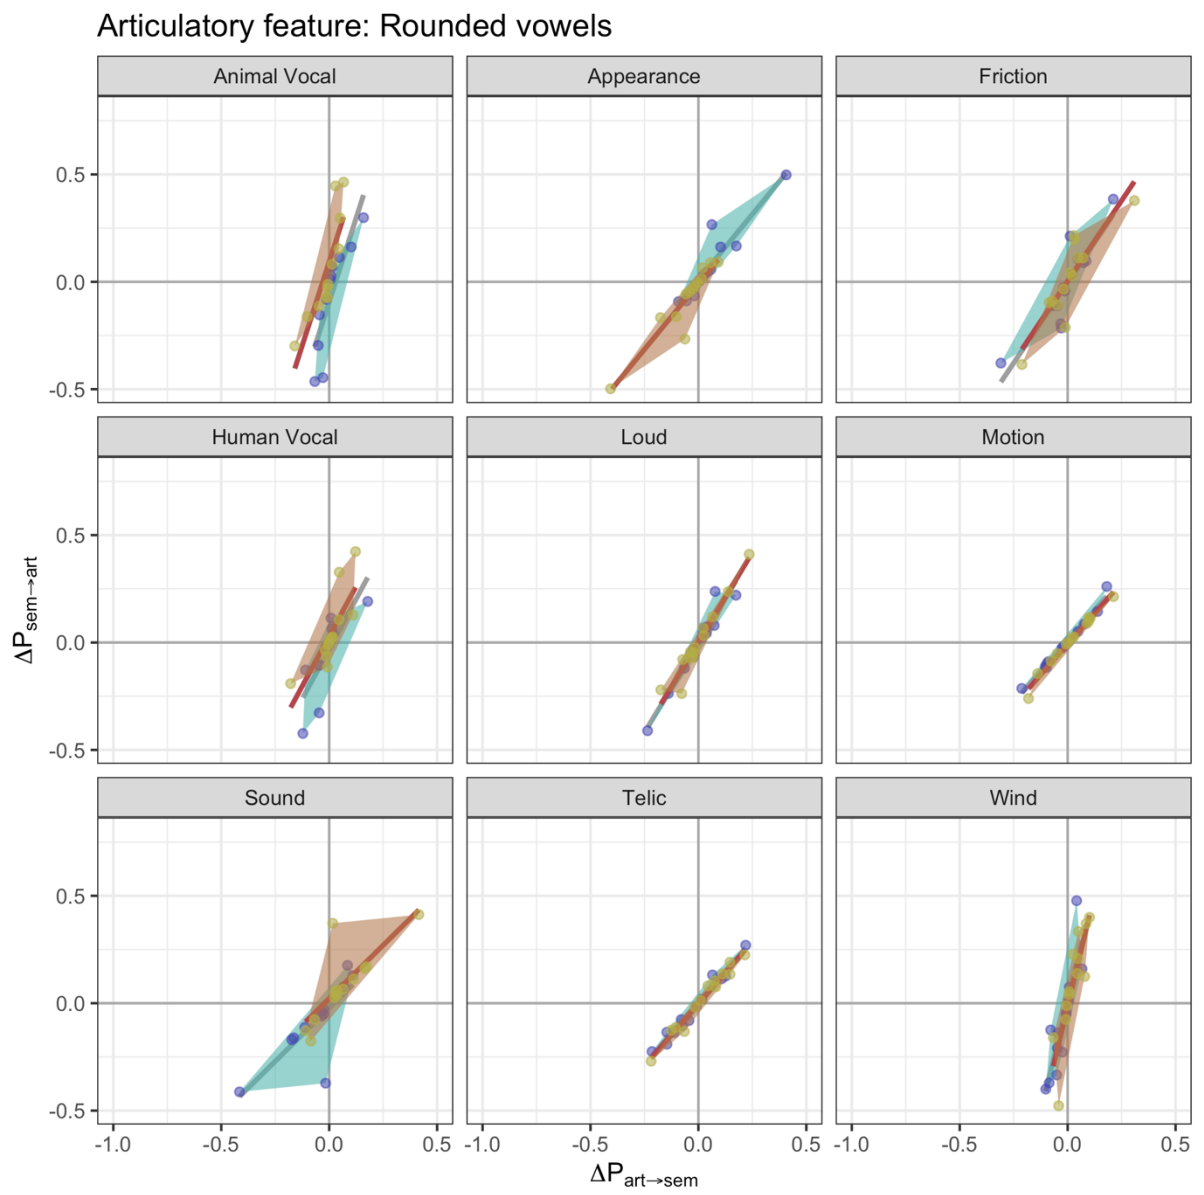 Articulatory feature: Rounded vowels
Animal Vocal
Appearance
Friction
0.5
0.0
-0.5
Human Vocal
Loud
Motion
0.5
0.0
-0.5
ΔPsem→art
Sound
Telic
Wind
0.5
0.0
-0.5
-1.0 -0.5 0.0 0.5 -1.0 -0.5 0.0 0.5 -1.0 -0.5 0.0 0.5
ΔPart→sem